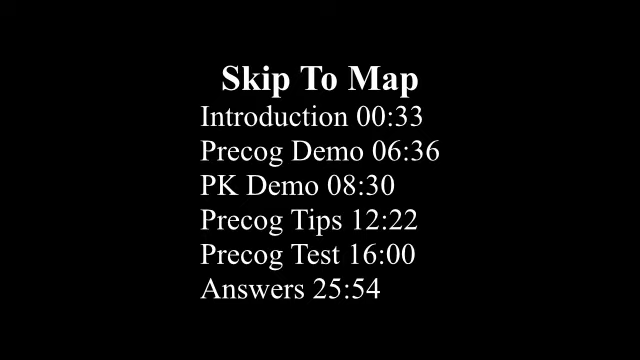 Skip To Map
Introduction 00:33
Precog Demo 06:36
PK Demo 08:30
Precog Tips 12:22
Precog Test 16:00
Answers 25:54